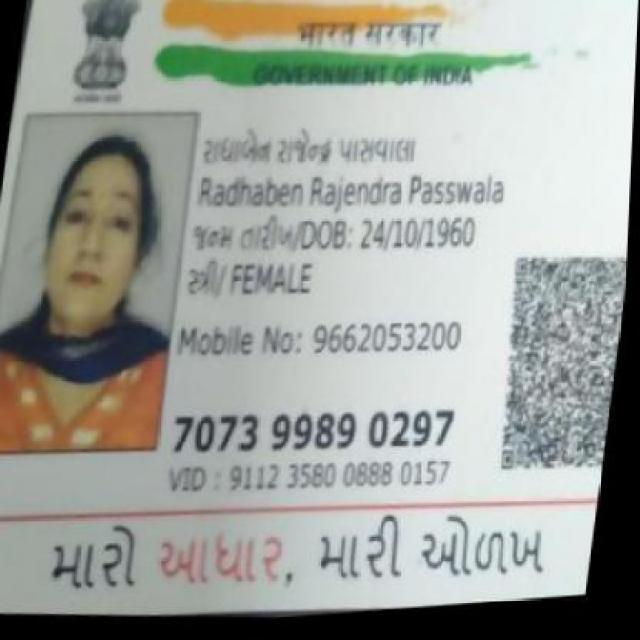 भारत सरकार
GOVERNMENT OF INDIA
રાધાબેન રાજેન્દ્ર પાસવાલા
Radhaben Rajendra Passwala
જન્મ તારીખ/DOB: 24/10/1960
સ્ત્રી/ FEMALE
Mobile No: 9662053200
7073 9989 0297
VID : 9112 3580 0888 0157
મારો આધાર, મારી ઓળખ